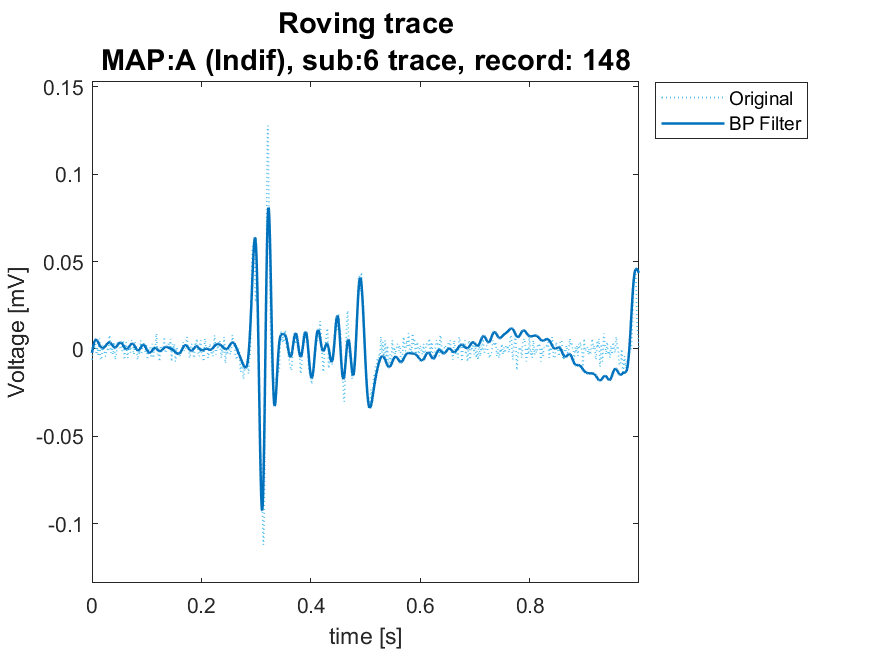 Roving trace
MAP:A (Indif), sub:6 trace, record: 148
Original
BP Filter
0.15
0.1
0.05
0
-0.05
-0.1
Voltage [mV]
0
0.2
0.4
0.6
0.8
time [s]